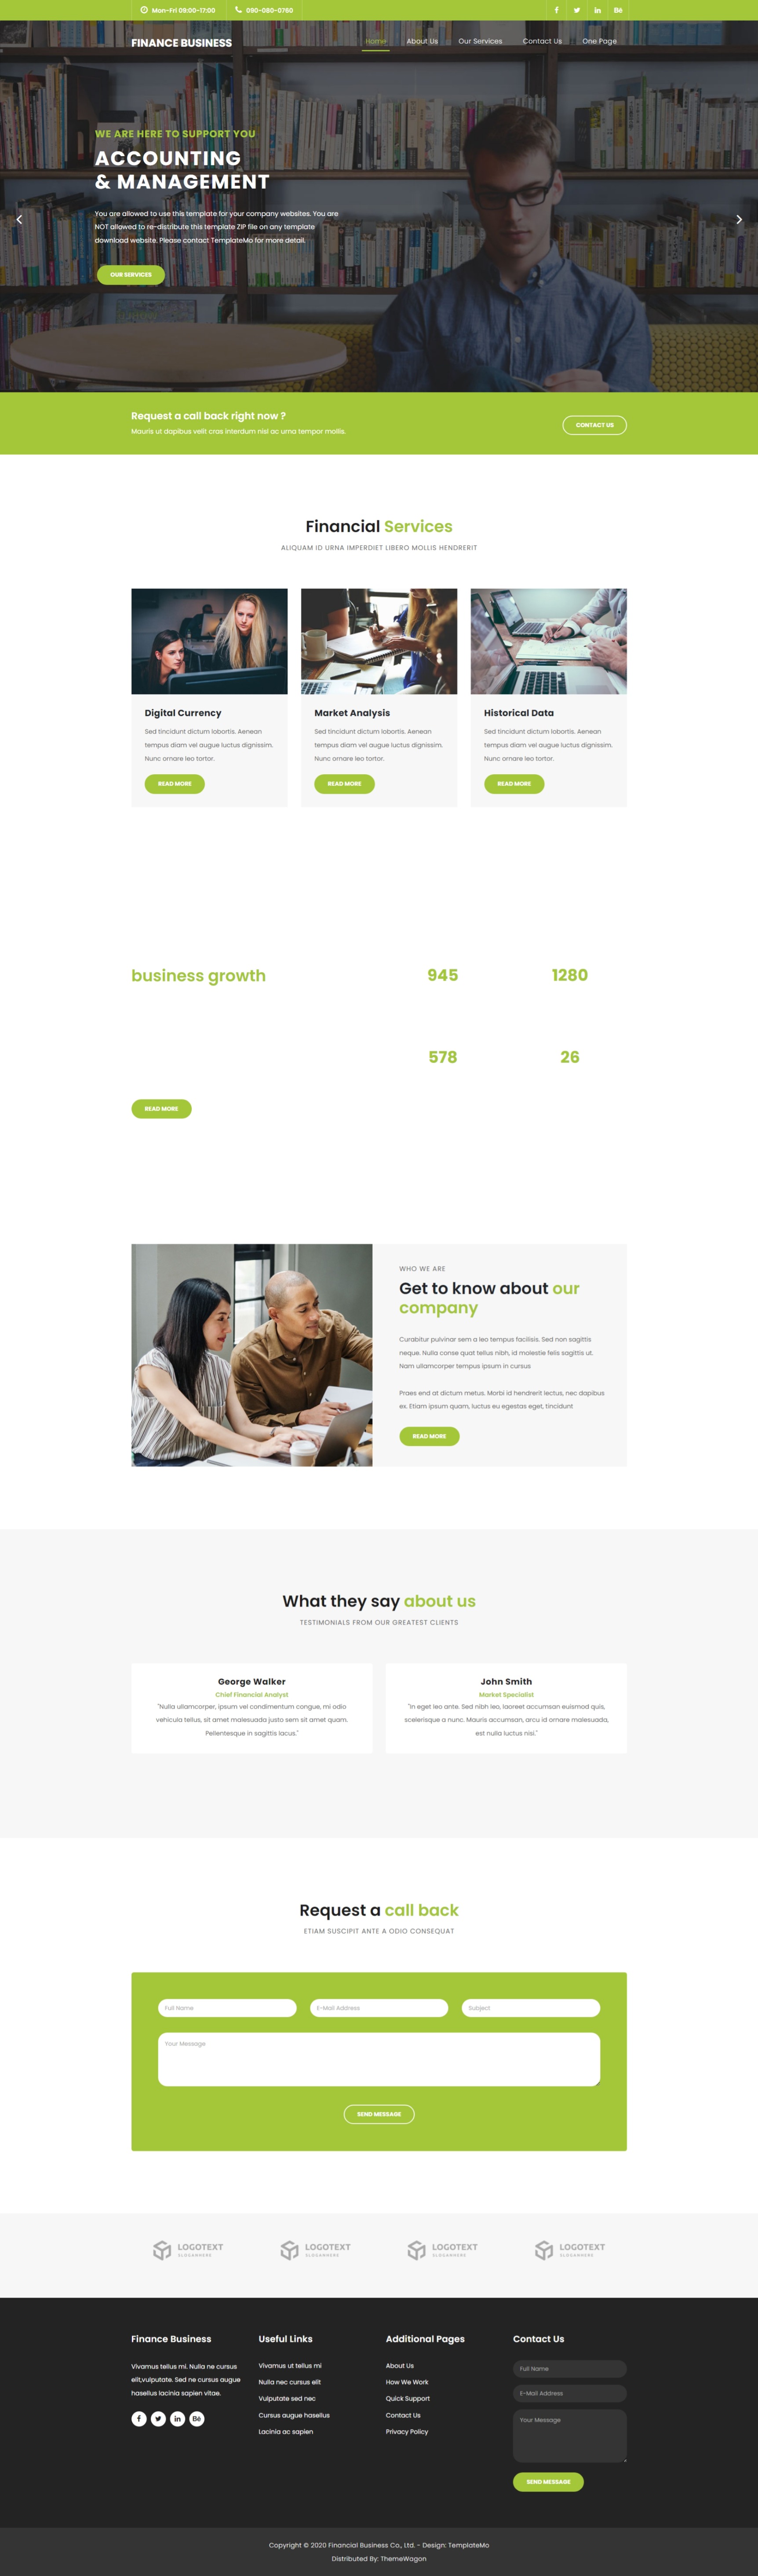 Mon-Fri 09:00-17:00
090-080-0760
FINANCE BUSINESS
Home
About Us
Our Services
Contact Us
One Page
WE ARE HERE TO SUPPORT YOU
ACCOUNTING
& MANAGEMENT
You are allowed to use this template for your company websites. You are
NOT allowed to re-distribute this template ZIP file on any template
download website. Please contact TemplateMo for more detail.
OUR SERVICES
Request a call back right now ?
Mauris ut dapibus velit cras interdum nisl ac urna tempor mollis.
CONTACT US
Financial Services
ALIQUAM ID URNA IMPERDIET LIBERO MOLLIS HENDRERIT
Digital Currency
Sed tincidunt dictum lobortis. Aenean
tempus diam vel augue luctus dignissim.
Nunc ornare leo tortor.
READ MORE
Market Analysis
Sed tincidunt dictum lobortis. Aenean
tempus diam vel augue luctus dignissim.
Nunc ornare leo tortor.
READ MORE
Historical Data
Sed tincidunt dictum lobortis. Aenean
tempus diam vel augue luctus dignissim.
Nunc ornare leo tortor.
READ MORE
business growth
945
1280
578
26
READ MORE
WHO WE ARE
Get to know about our
company
Curabitur pulvinar sem a leo tempus facilisis. Sed non sagittis
neque. Nulla conse quat tellus nibh, id molestie felis sagittis ut.
Nam ullamcorper tempus ipsum in cursus
Praes end at dictum metus. Morbi id hendrerit lectus, nec dapibus
ex. Etiam ipsum quam, luctus eu egestas eget, tincidunt
READ MORE
What they say about us
TESTIMONIALS FROM OUR GREATEST CLIENTS
George Walker
Chief Financial Analyst
"Nulla ullamcorper, ipsum vel condimentum congue, mi odio
vehicula tellus, sit amet malesuada justo sem sit amet quam.
Pellentesque in sagittis lacus."
John Smith
Market Specialist
"In eget leo ante. Sed nibh leo, laoreet accumsan euismod quis,
scelerisque a nunc. Mauris accumsan, arcu id ornare malesuada,
est nulla luctus nisi."
Request a call back
ETIAM SUSCIPIT ANTE A ODIO CONSEQUAT
Full Name
E-Mail Address
Subject
Your Message
SEND MESSAGE
LOGOTEXT
SLOGANHERE
LOGOTEXT
SLOGANHERE
LOGOTEXT
SLOGANHERE
LOGOTEXT
SLOGANHERE
Finance Business
Vivamus tellus mi. Nulla ne cursus
elit,vulputate. Sed ne cursus augue
hasellus lacinia sapien vitae.
Useful Links
Vivamus ut tellus mi
Nulla nec cursus elit
Vulputate sed nec
Cursus augue hasellus
Lacinia ac sapien
Additional Pages
About Us
How We Work
Quick Support
Contact Us
Privacy Policy
Contact Us
Full Name
E-Mail Address
Your Message
SEND MESSAGE
Copyright © 2020 Financial Business Co., Ltd. - Design: TemplateMo
Distributed By: ThemeWagon